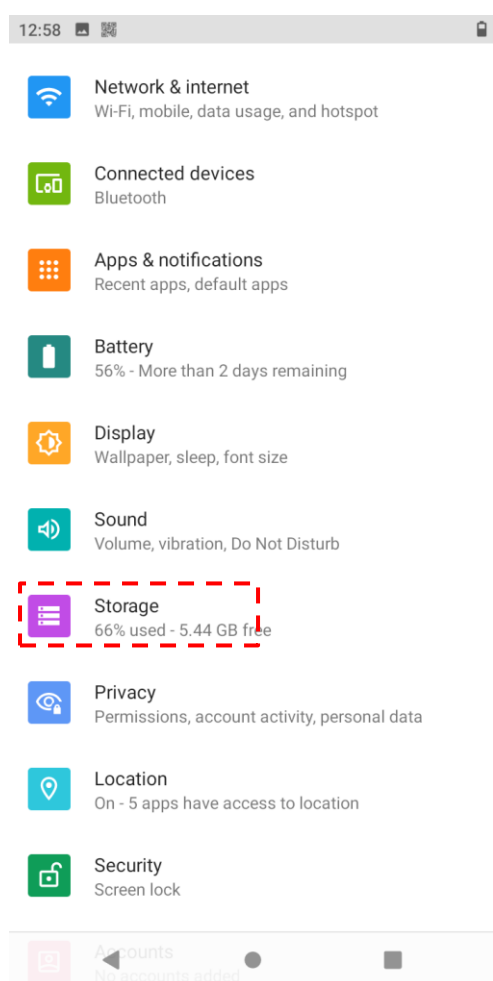 12:58
Network & internet
Wi-Fi, mobile, data usage, and hotspot
Connected devices
Bluetooth
Apps & notifications
Recent apps, default apps
Battery
56% - More than 2 days remaining
Display
Wallpaper, sleep, font size
Sound
Volume, vibration, Do Not Disturb
Storage
66% used - 5.44 GB free
Privacy
Permissions, account activity, personal data
Location
On - 5 apps have access to location
Security
Screen lock
Accounts
No accounts added